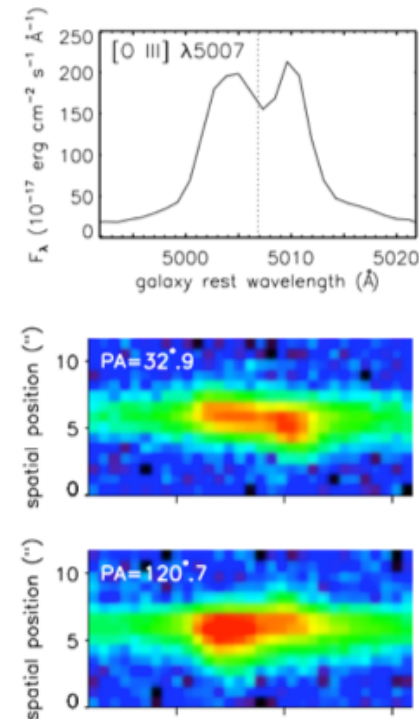 250
[O III] λ5007
200
150
100
50
0
F_λ (10⁻¹⁷ erg cm⁻² s⁻¹ Å⁻¹)
5000 5010 5020
galaxy rest wavelength (Å)
PA=32°.9
10
5
0
spatial position (")
PA=120°.7
10
5
0
spatial position (")